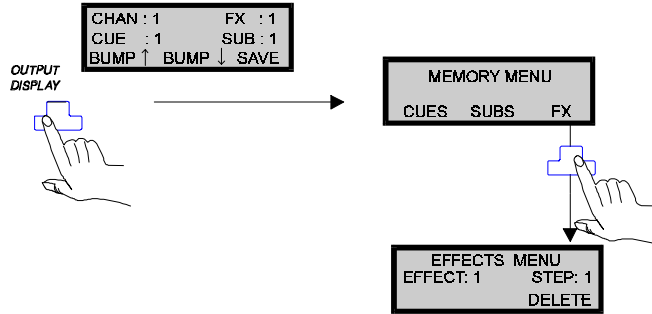 CHAN : 1 FX : 1
CUE : 1 SUB : 1
BUMP ↑ BUMP ↓ SAVE
OUTPUT
DISPLAY
MEMORY MENU
CUES SUBS FX
EFFECTS MENU
EFFECT: 1 STEP: 1
DELETE